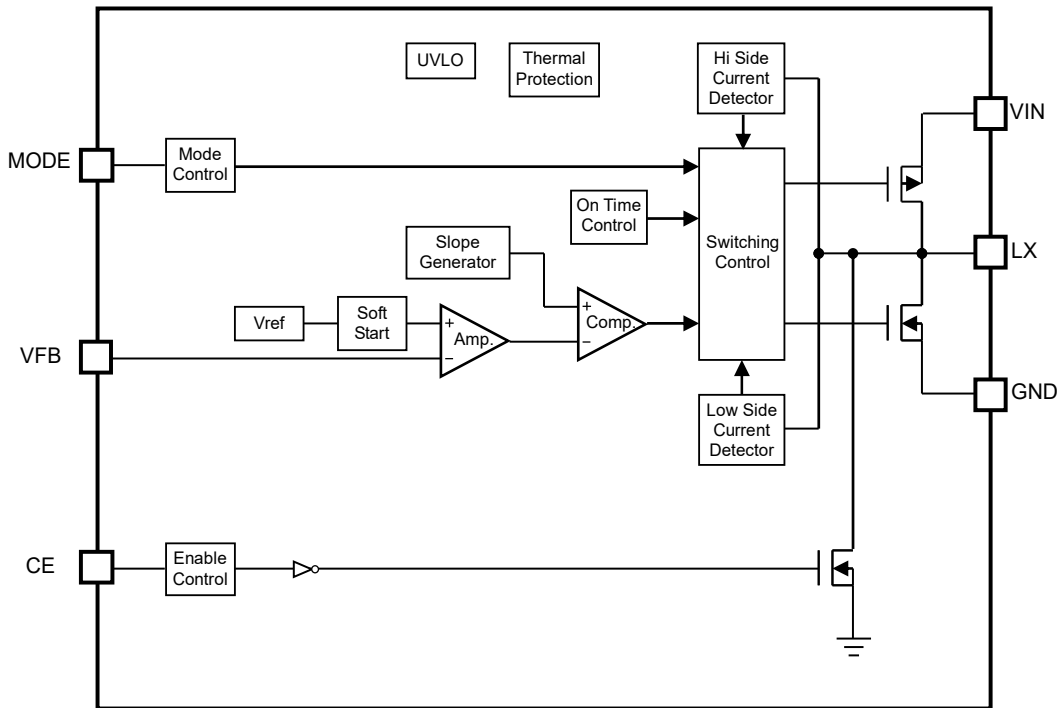 UVLO
Thermal
Protection
Hi Side
Current
Detector
VIN
MODE
Mode
Control
On Time
Control
Slope
Generator
Switching
Control
LX
Vref
Soft
Start
+
Amp.
−
+
Comp.
−
VFB
GND
Low Side
Current
Detector
CE
Enable
Control